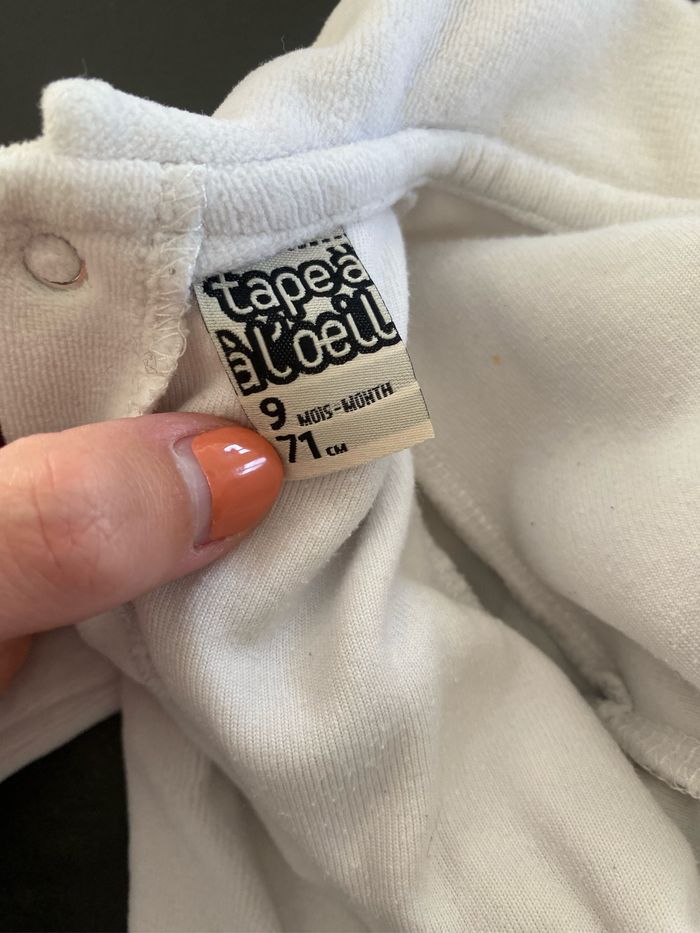 tape à
l'oeil
9 MOIS-MONTH
71 CM